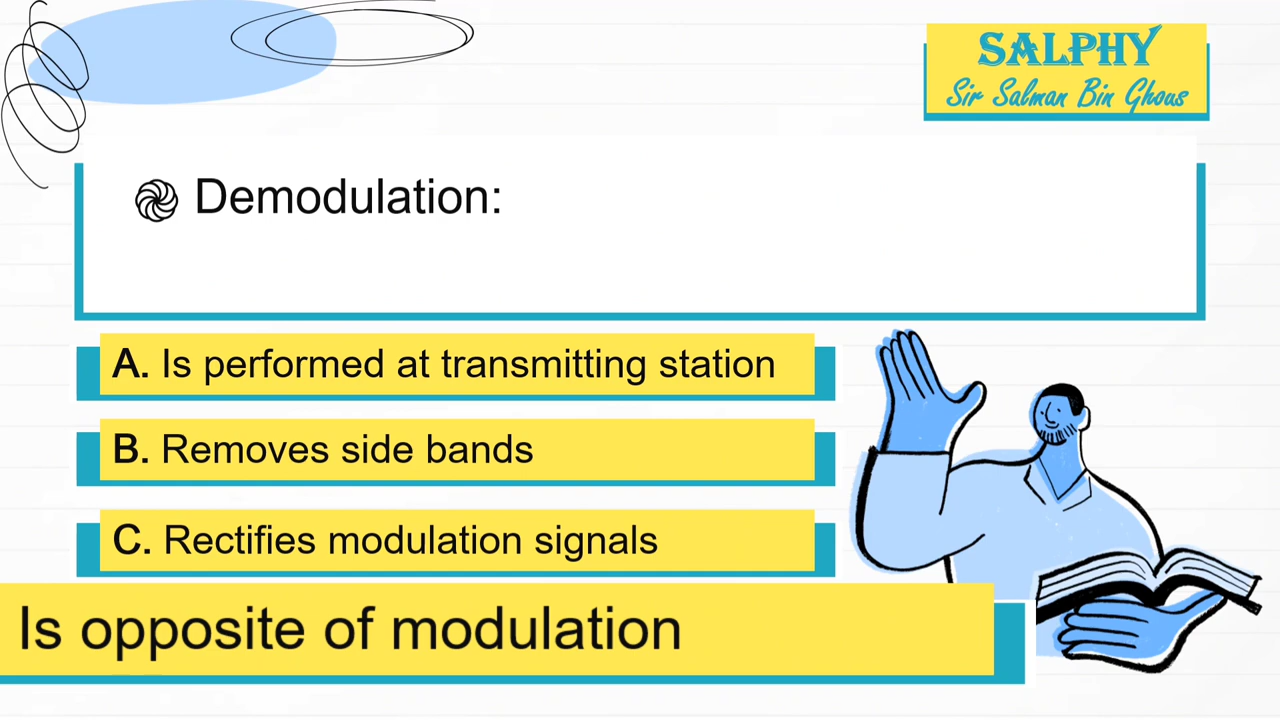 SALPHY
Sir Salman Bin Ghous
Demodulation:
A. Is performed at transmitting station
B. Removes side bands
C. Rectifies modulation signals
Is opposite of modulation